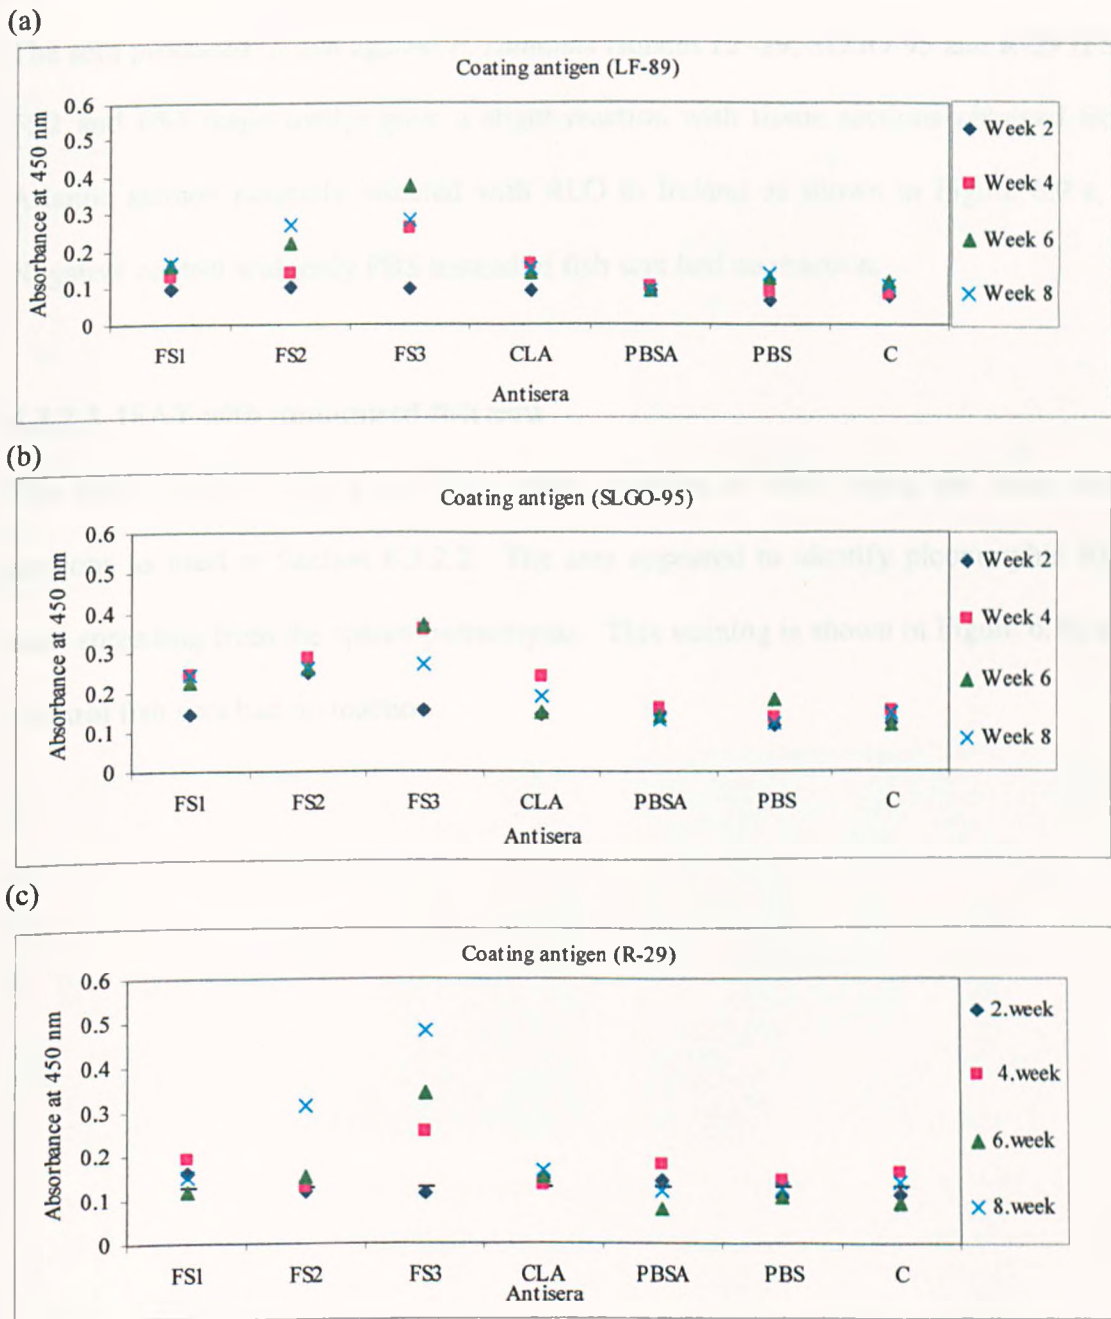 (a)
Coating antigen (LF-89)
Absorbance at 450 nm
0.6
0.5
0.4
0.3
0.2
0.1
0
FS1 FS2 FS3 CLA PBSA PBS C
Antisera
Week 2
Week 4
Week 6
Week 8
(b)
Coating antigen (SLGO-95)
Absorbance at 450 nm
0.6
0.5
0.4
0.3
0.2
0.1
0
FS1 FS2 FS3 CLA PBSA PBS C
Antisera
Week 2
Week 4
Week 6
Week 8
(c)
Coating antigen (R-29)
Absorbance at 450 nm
0.6
0.5
0.4
0.3
0.2
0.1
0
FS1 FS2 FS3 CLA PBSA PBS C
Antisera
2.week
4.week
6.week
8.week